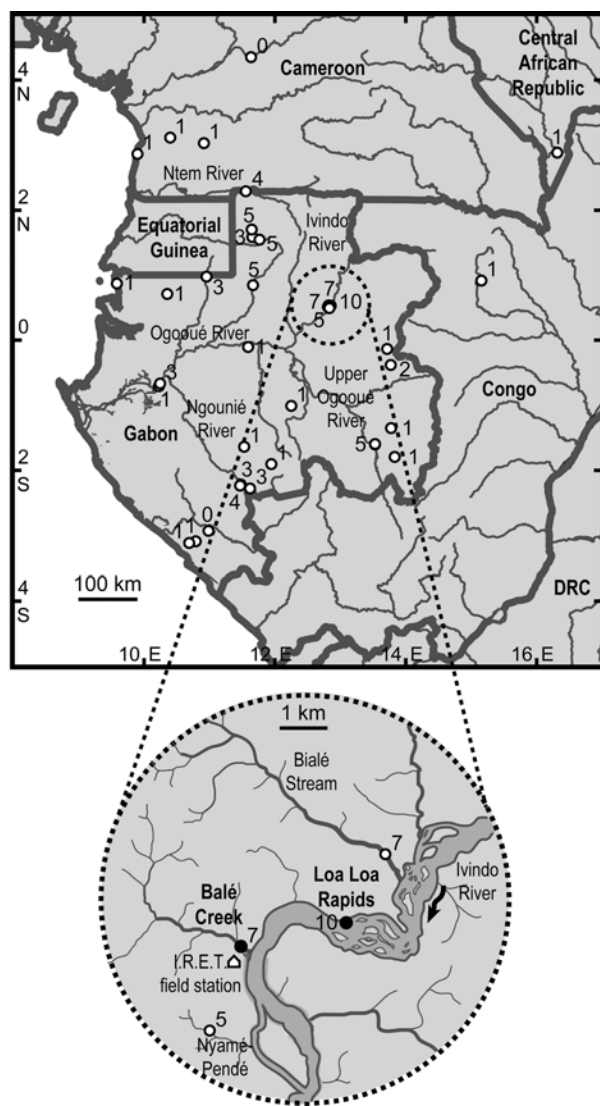 0
Cameroon
Central
African
Republic
4
N
1
1
1
1
Ntem River
4
2
N
Equatorial
Guinea
5
3
5
Ivindo
River
1
1
3
5
1
7
7
10
5
0
Ogooué River
1
1
2
3
1
Upper
Ogooué
River
Congo
Ngounié
River
1
Gabon
1
1
5
1
1
2
S
3
3
4
0
1
1
100 km
4
S
DRC
10 E
12 E
14 E
16 E
1 km
Bialé
Stream
7
Loa Loa
Rapids
Ivindo
River
Balé
Creek
10
7
I.R.E.T.
field station
5
Nyamé-
Pendé